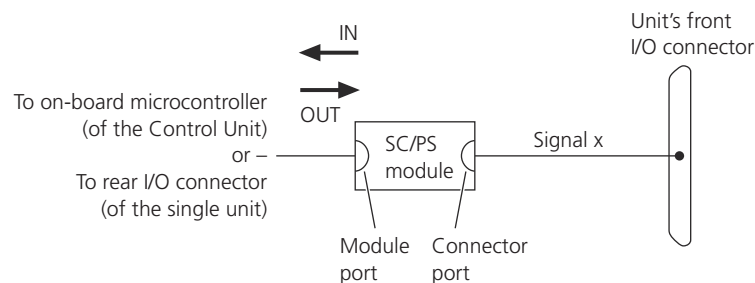 Unit's front
I/O connector
IN
OUT
To on-board microcontroller
(of the Control Unit)
or –
To rear I/O connector
(of the single unit)
SC/PS
module
Signal x
Module
port
Connector
port